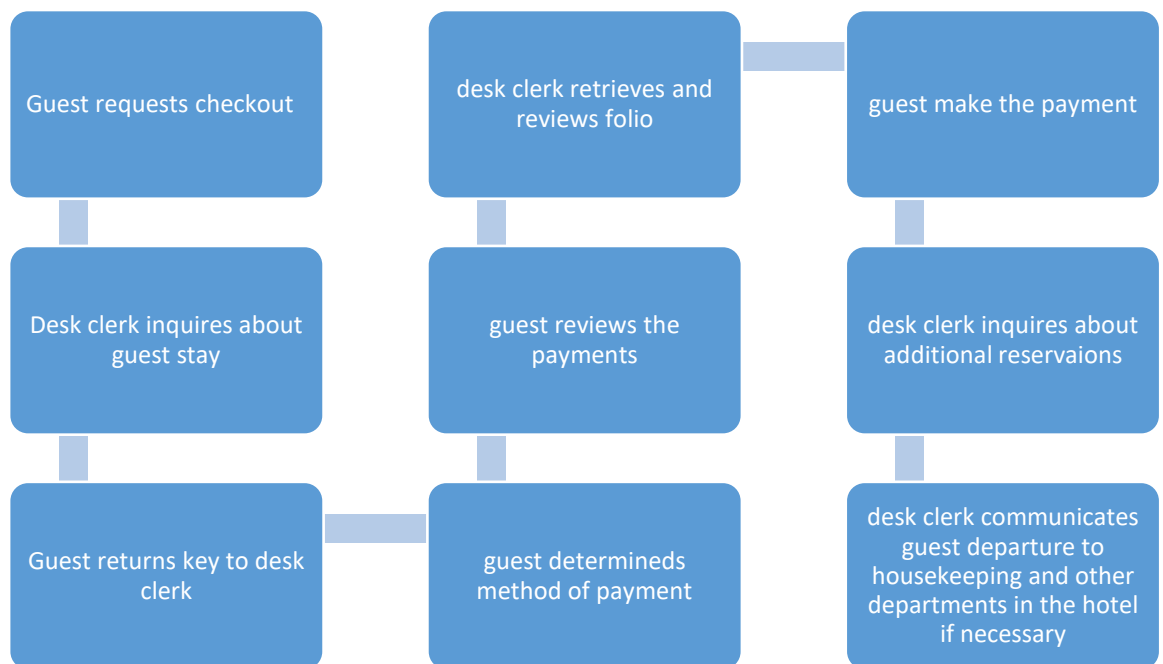 Guest requests checkout
Desk clerk inquires about
guest stay
Guest returns key to desk
clerk
guest determineds
method of payment
guest reviews the
payments
desk clerk retrieves and
reviews folio
guest make the payment
desk clerk inquires about
additional reservaions
desk clerk communicates
guest departure to
housekeeping and other
departments in the hotel
if necessary